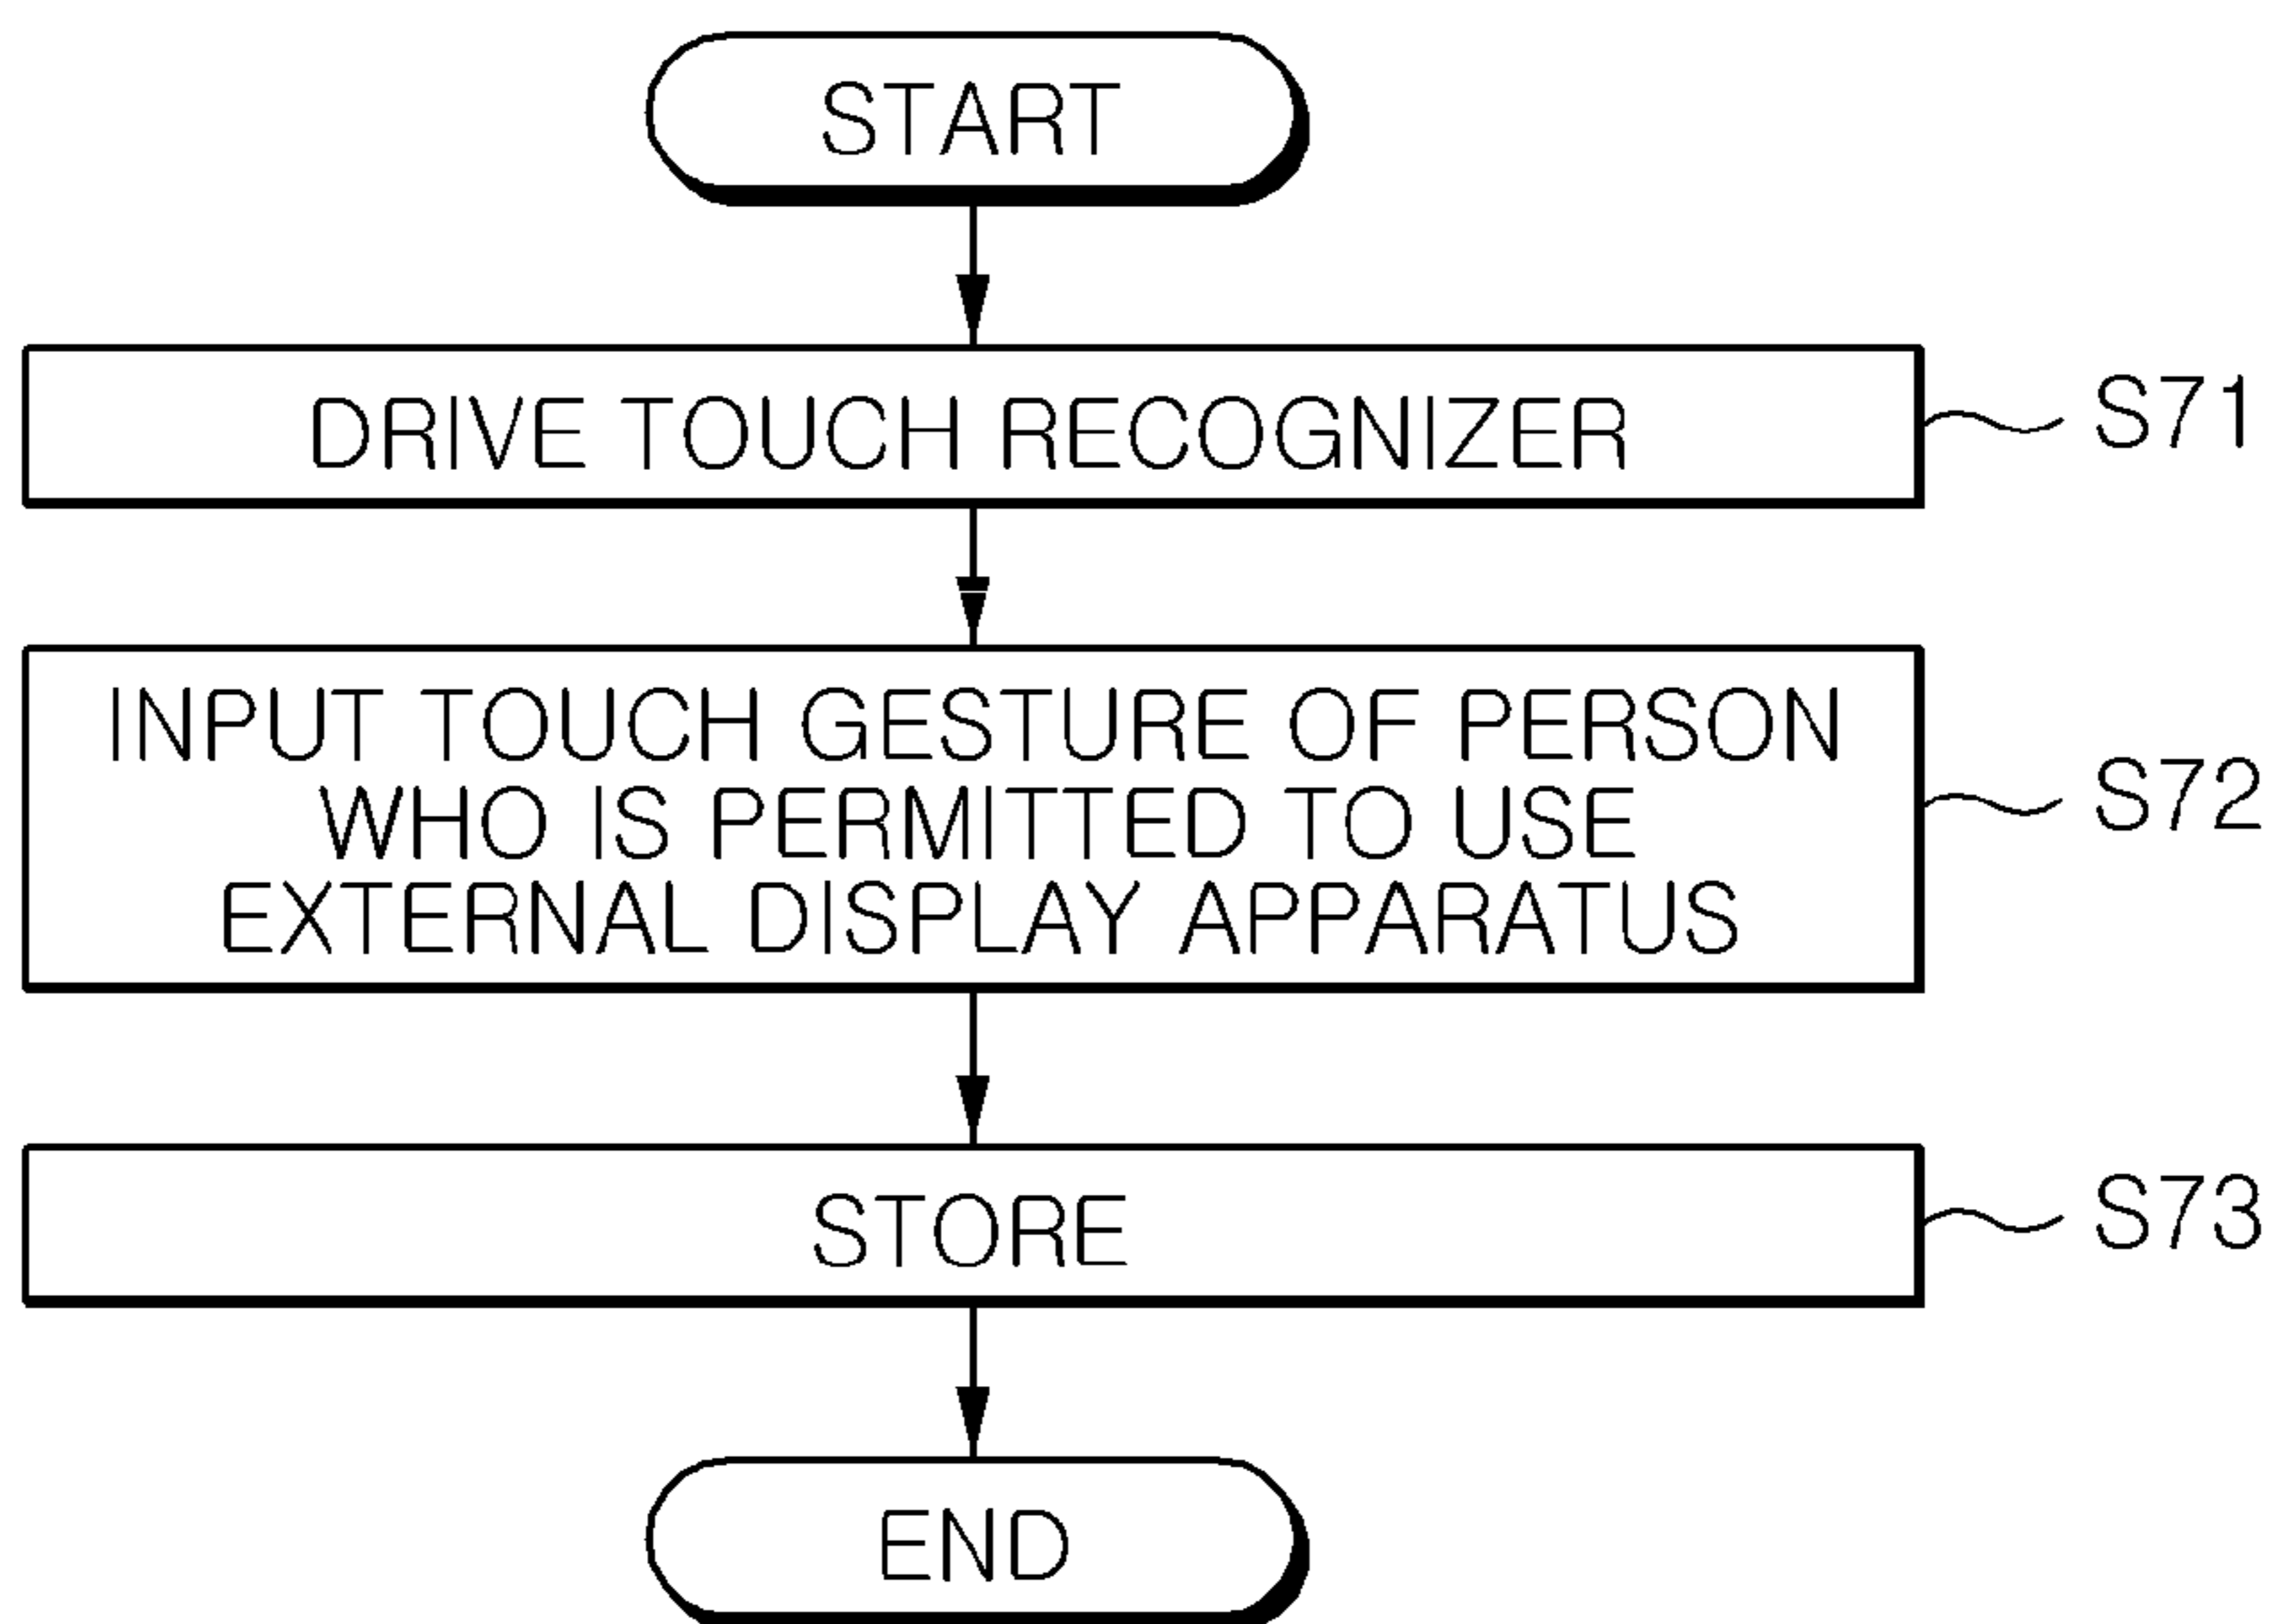 START
DRIVE TOUCH RECOGNIZER
S71
INPUT TOUCH GESTURE OF PERSON
WHO IS PERMITTED TO USE
EXTERNAL DISPLAY APPARATUS
S72
STORE
S73
END